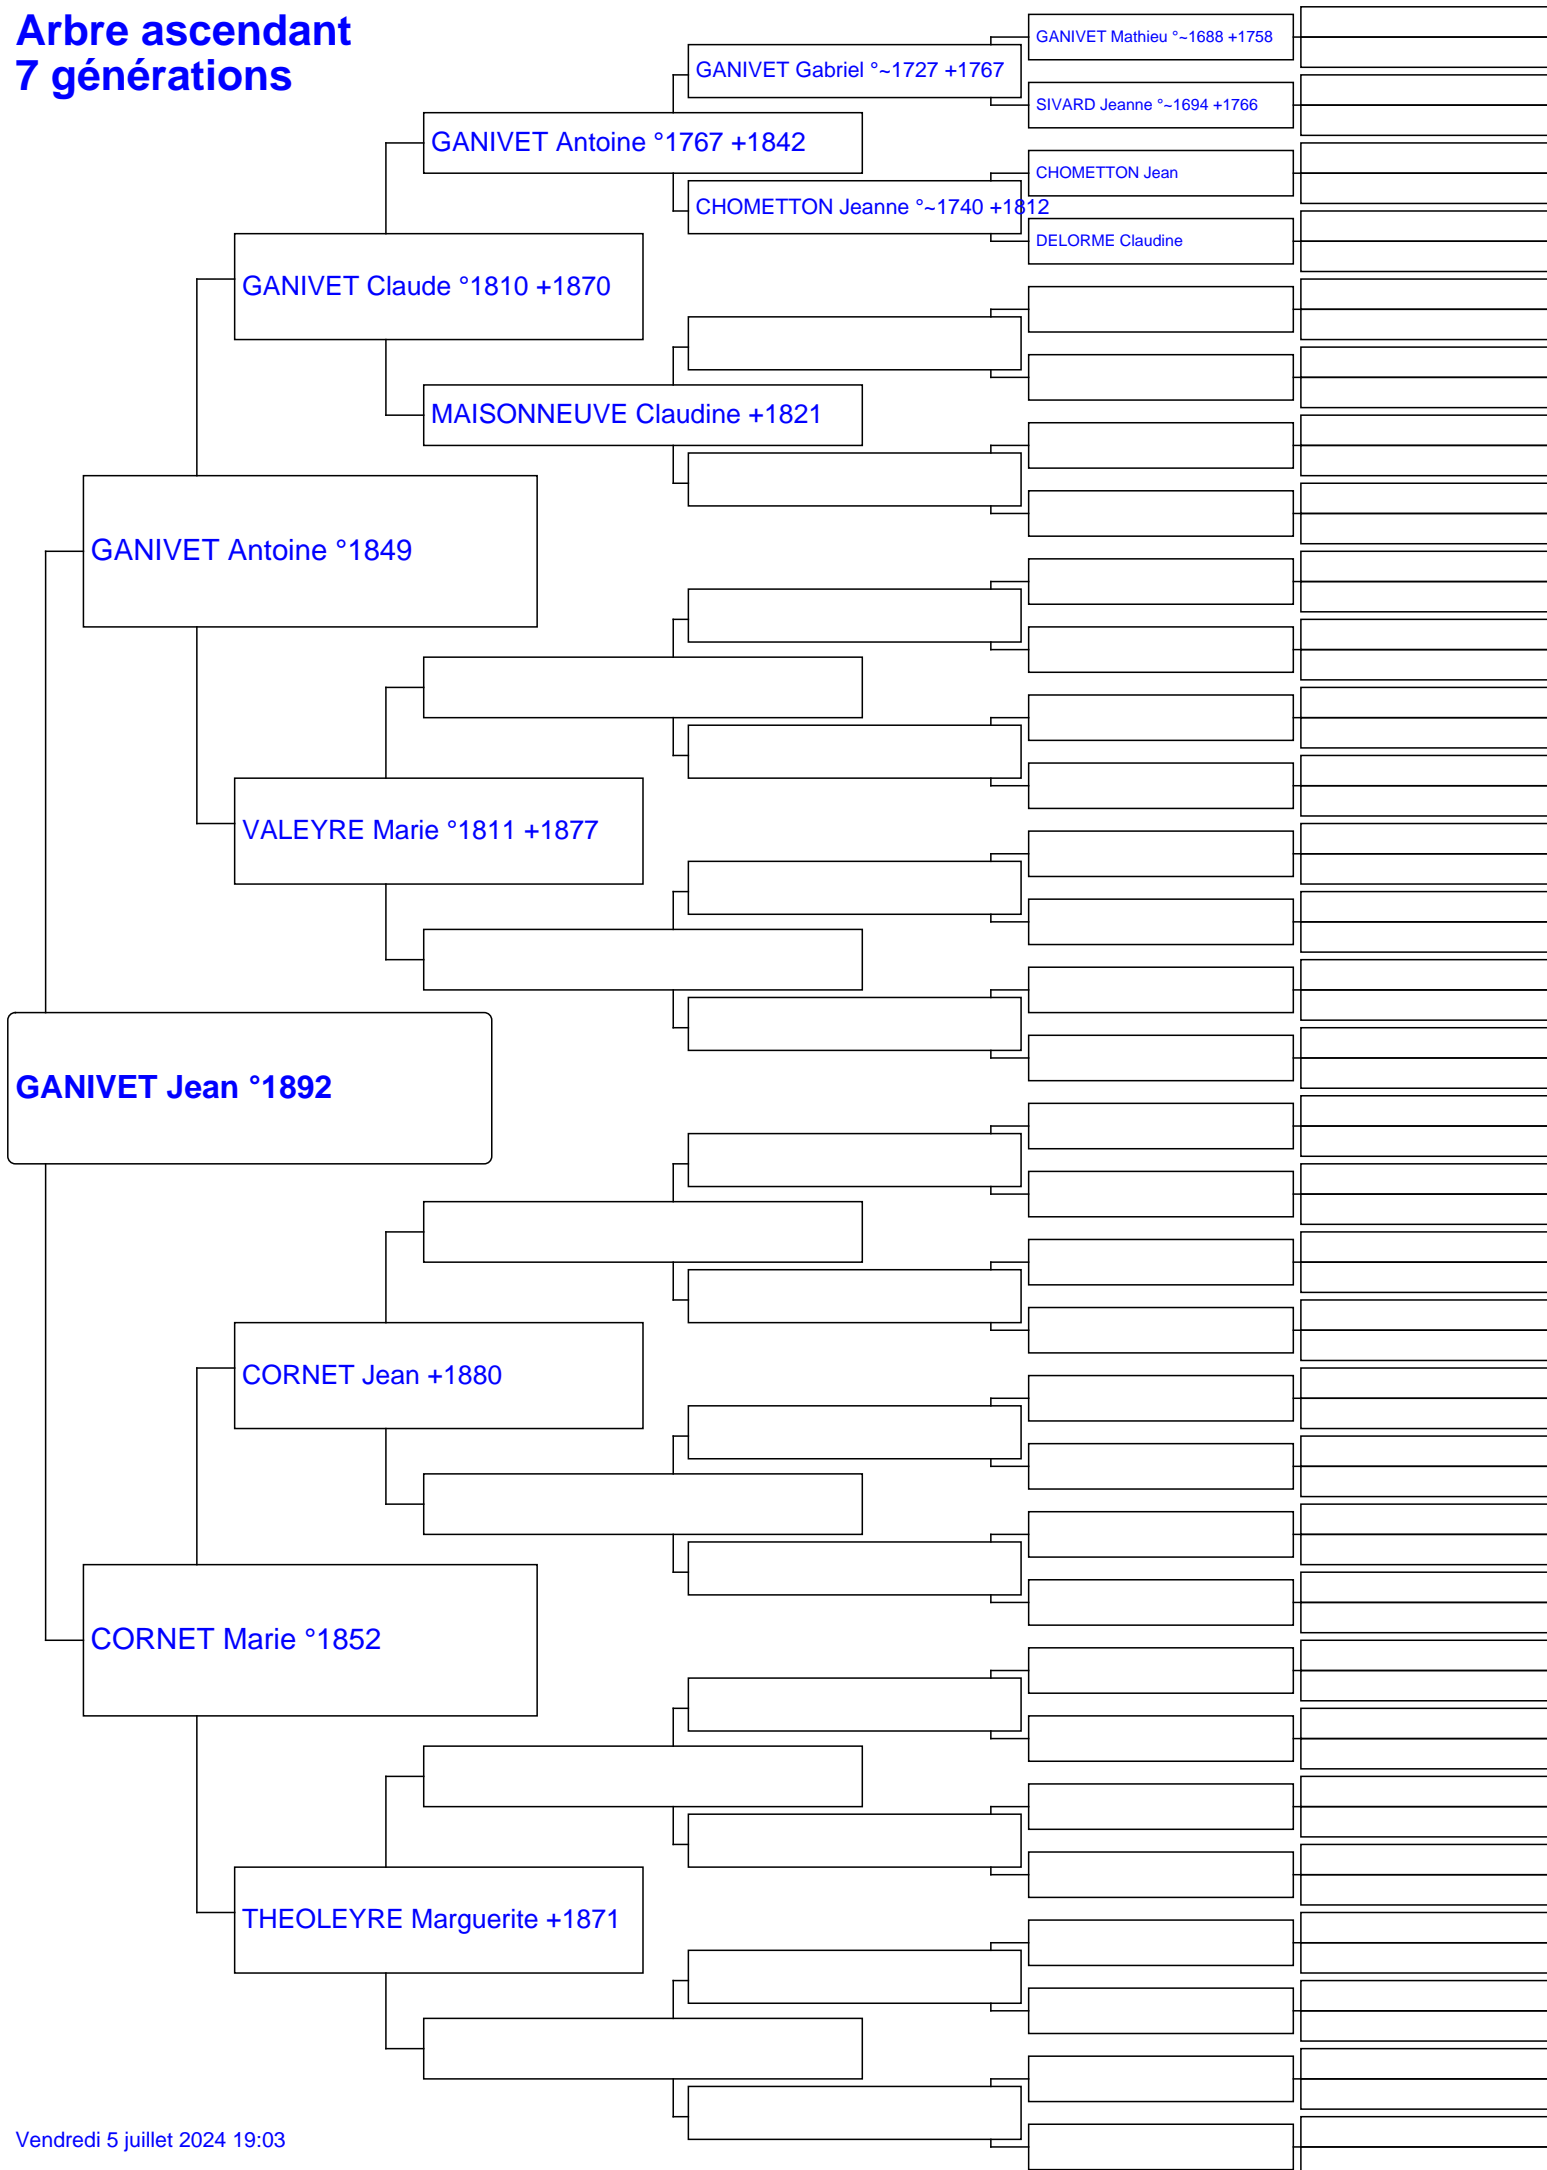 Arbre ascendant
7 générations
GANIVET Mathieu °~1688 +1758
GANIVET Gabriel °~1727 +1767
SIVARD Jeanne °~1694 +1766
GANIVET Antoine °1767 +1842
CHOMETTON Jean
CHOMETTON Jeanne °~1740 +1812
DELORME Claudine
GANIVET Claude °1810 +1870
MAISONNEUVE Claudine +1821
GANIVET Antoine °1849
VALEYRE Marie °1811 +1877
GANIVET Jean °1892
CORNET Jean +1880
CORNET Marie °1852
THEOLEYRE Marguerite +1871
Vendredi 5 juillet 2024 19:03